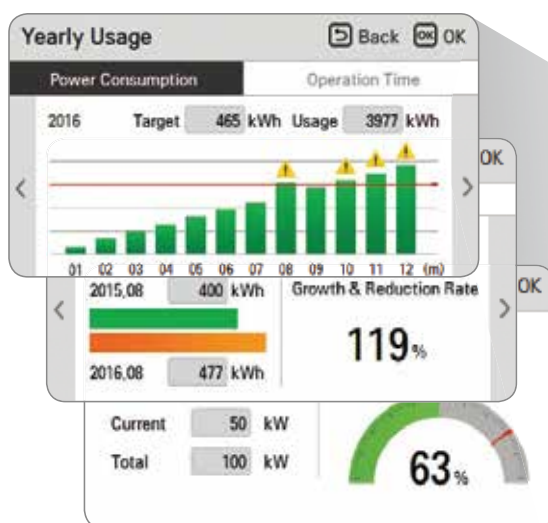 Yearly Usage Back OK OK
Power Consumption Operation Time
2016 Target 465 kWh Usage 3977 kWh
01 02 03 04 05 06 07 08 09 10 11 12 (m)
OK
2015,08 400 kWh Growth & Reduction Rate
119%
2016,08 477 kWh
OK
Current 50 kW
Total 100 kW
63%